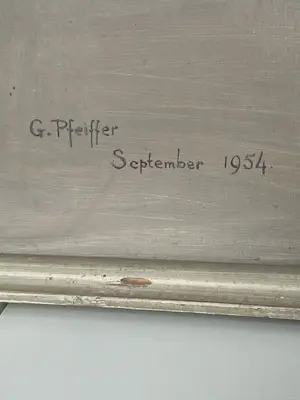 G. Pfeiffer
September 1954.